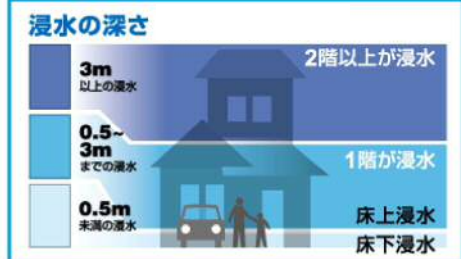 浸水の深さ
3m
以上の浸水
2階以上が浸水
0.5~
3m
までの浸水
1階が浸水
0.5m
未満の浸水
床上浸水
床下浸水